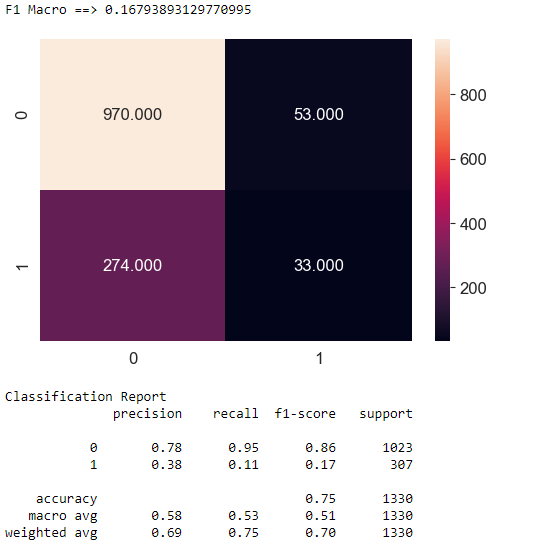 F1 Macro ==> 0.16793893129770995
0 970.000 53.000
1 274.000 33.000
0 1
800
600
400
200
Classification Report
precision recall f1-score support
0 0.78 0.95 0.86 1023
1 0.38 0.11 0.17 307
accuracy 0.75 1330
macro avg 0.58 0.53 0.51 1330
weighted avg 0.69 0.75 0.70 1330